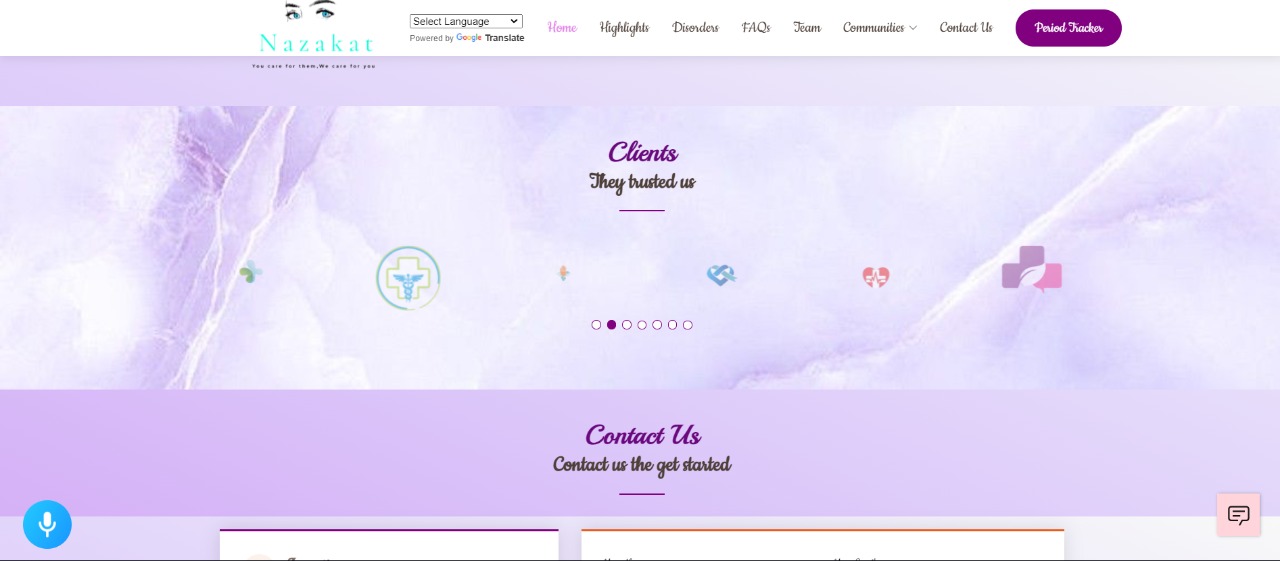 Nazakat
You care for them,We care for you
Select Language
Powered by Google Translate
Home
Highlights
Disorders
FAQs
Team
Communities
Contact Us
Period Tracker
Clients
They trusted us
Contact Us
Contact us the get started